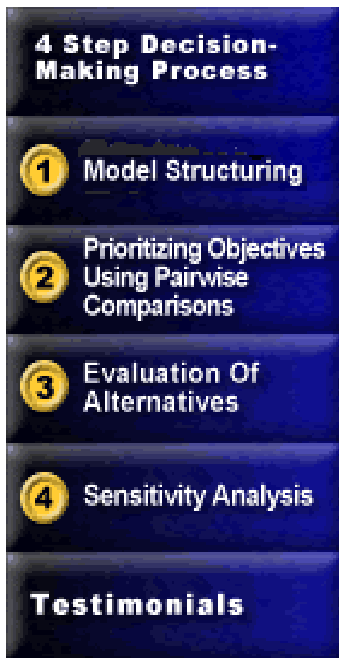 4 Step Decision-
Making Process
1 Model Structuring
Prioritizing Objectives
2 Using Pairwise
Comparisons
3 Evaluation Of
Alternatives
4 Sensitivity Analysis
Testimonials